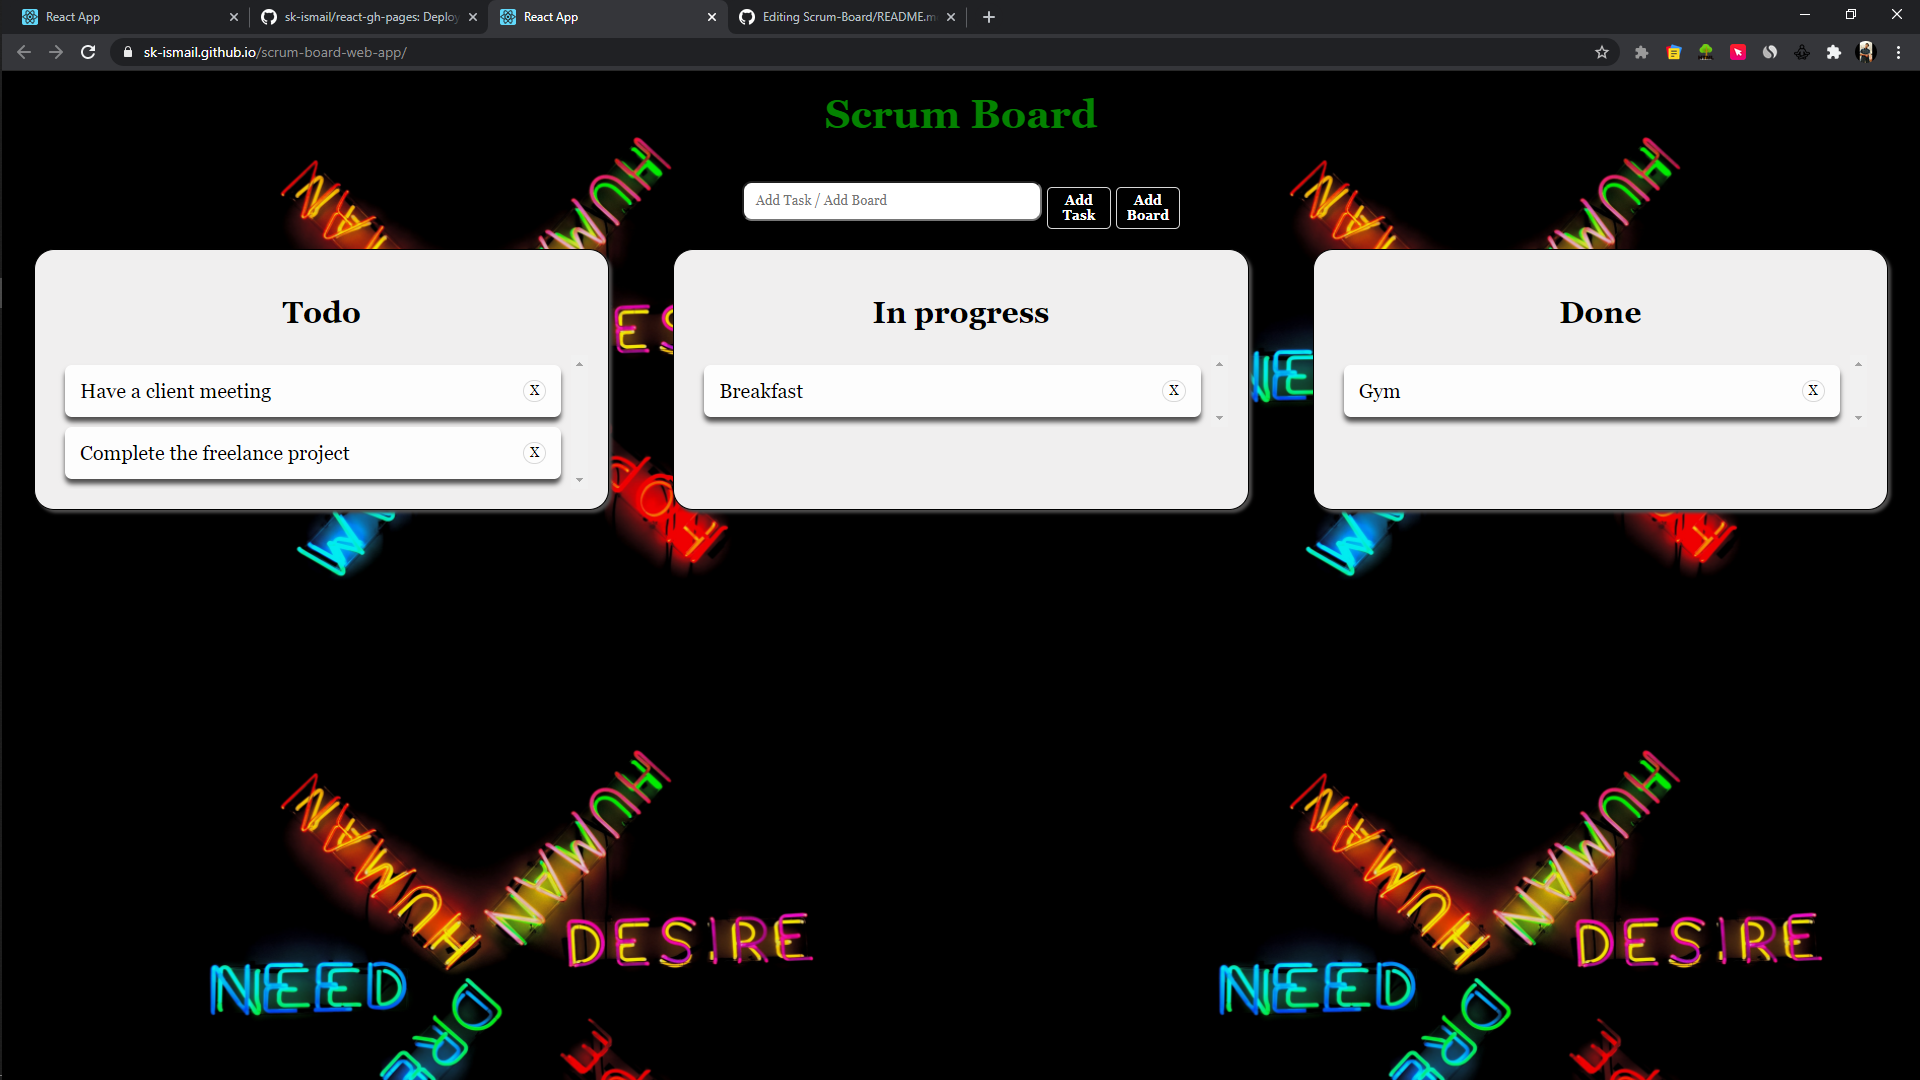 React App
sk-ismail/react-gh-pages: Deploy
React App
Editing Scrum-Board/README.m
sk-ismail.github.io/scrum-board-web-app/
Scrum Board
Add Task / Add Board
Add Task
Add Board
Todo
Have a client meeting X
Complete the freelance project X
In progress
Breakfast X
Done
Gym X
HUMAN
HUMAN
HUMAN
HUMAN
NEED
DESIRE
NEED
DESIRE